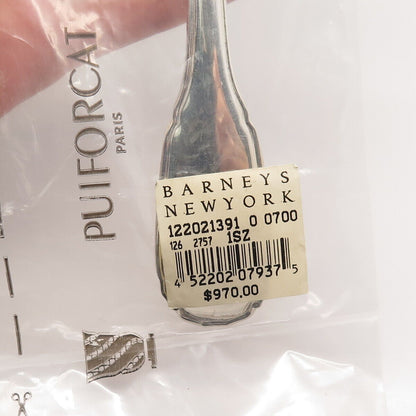 PUIFORCAT
PARIS
BARNEYS
NEWYORK
122021391 0 0700
126 2757 1SZ
4 52202 07937 5
$970.00